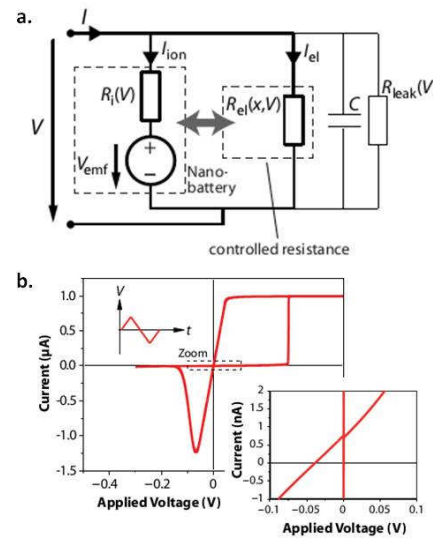 a.
I
I_ion
I_el
R_i(V)
R_el(x,V)
C
R_leak(V
V
+
−
V_emf
Nano-
battery
controlled resistance
b.
Current (µA)
1.0
0.5
0.0
-0.5
-1.0
-1.5
V
t
Zoom
−0.4
−0.2
0
Applied Voltage (V)
Current (nA)
2
1.5
1
0.5
0
−0.5
−1
−0.1
−0.05
0
0.05
0.1
Applied Voltage (V)